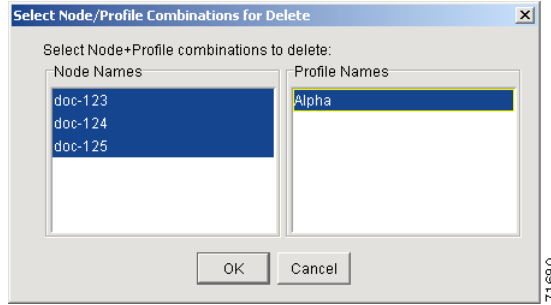 Select Node/Profile Combinations for Delete
Select Node+Profile combinations to delete:
Node Names
Profile Names
doc-123
doc-124
doc-125
Alpha
OK
Cancel